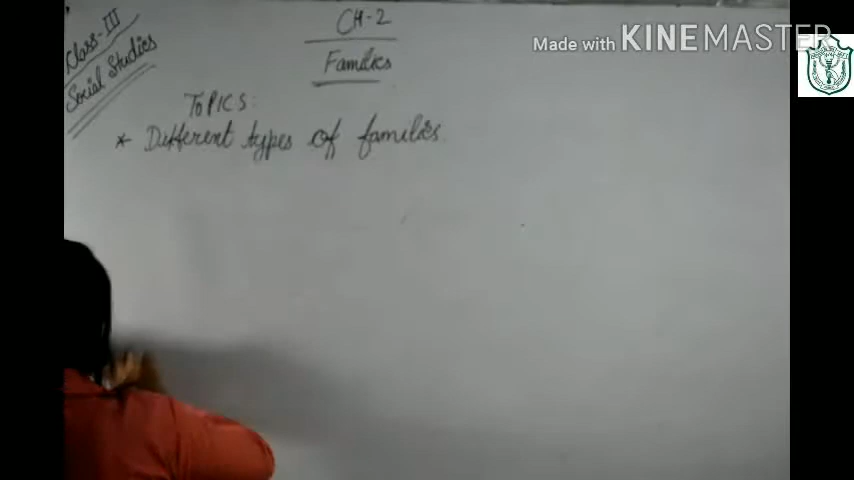 Class-III
Social Studies
CH-2
Families
TOPICS:
* Different types of families.
Made with KINEMASTER